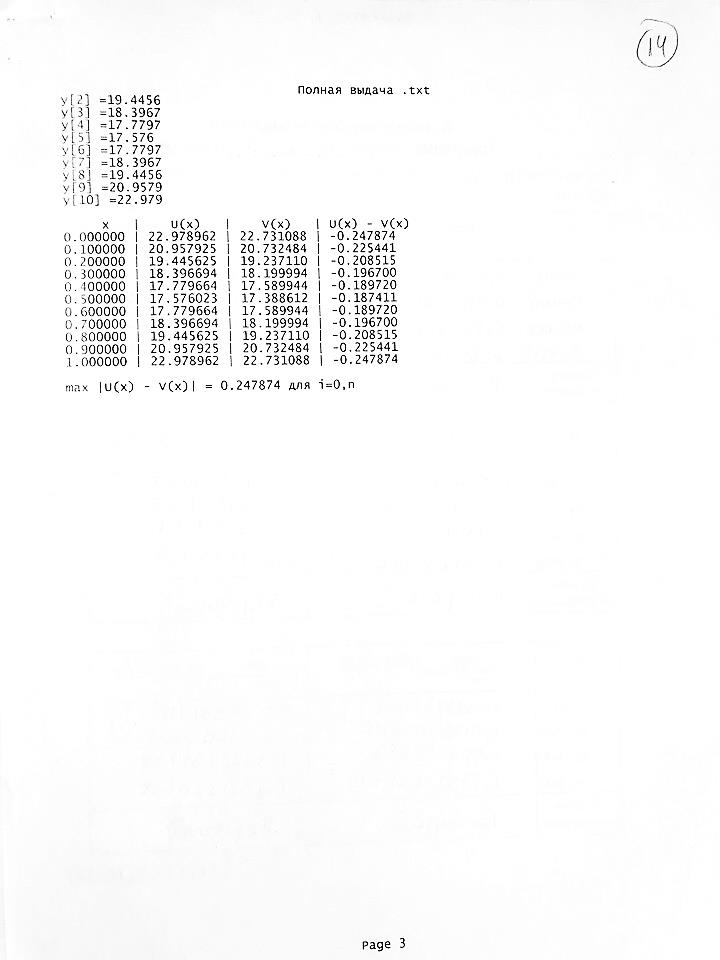 14
Полная выдача .txt
y[2] =19.4456
y[3] =18.3967
y[4] =17.7797
y[5] =17.576
y[6] =17.7797
y[7] =18.3967
y[8] =19.4456
y[9] =20.9579
y[10] =22.979
x | U(x) | V(x) | U(x) - V(x)
0.000000 | 22.978962 | 22.731088 | -0.247874
0.100000 | 20.957925 | 20.732484 | -0.225441
0.200000 | 19.445625 | 19.237110 | -0.208515
0.300000 | 18.396694 | 18.199994 | -0.196700
0.400000 | 17.779664 | 17.589944 | -0.189720
0.500000 | 17.576023 | 17.388612 | -0.187411
0.600000 | 17.779664 | 17.589944 | -0.189720
0.700000 | 18.396694 | 18.199994 | -0.196700
0.800000 | 19.445625 | 19.237110 | -0.208515
0.900000 | 20.957925 | 20.732484 | -0.225441
1.000000 | 22.978962 | 22.731088 | -0.247874
max |U(x) - V(x)| = 0.247874 для i=0,n
Page 3